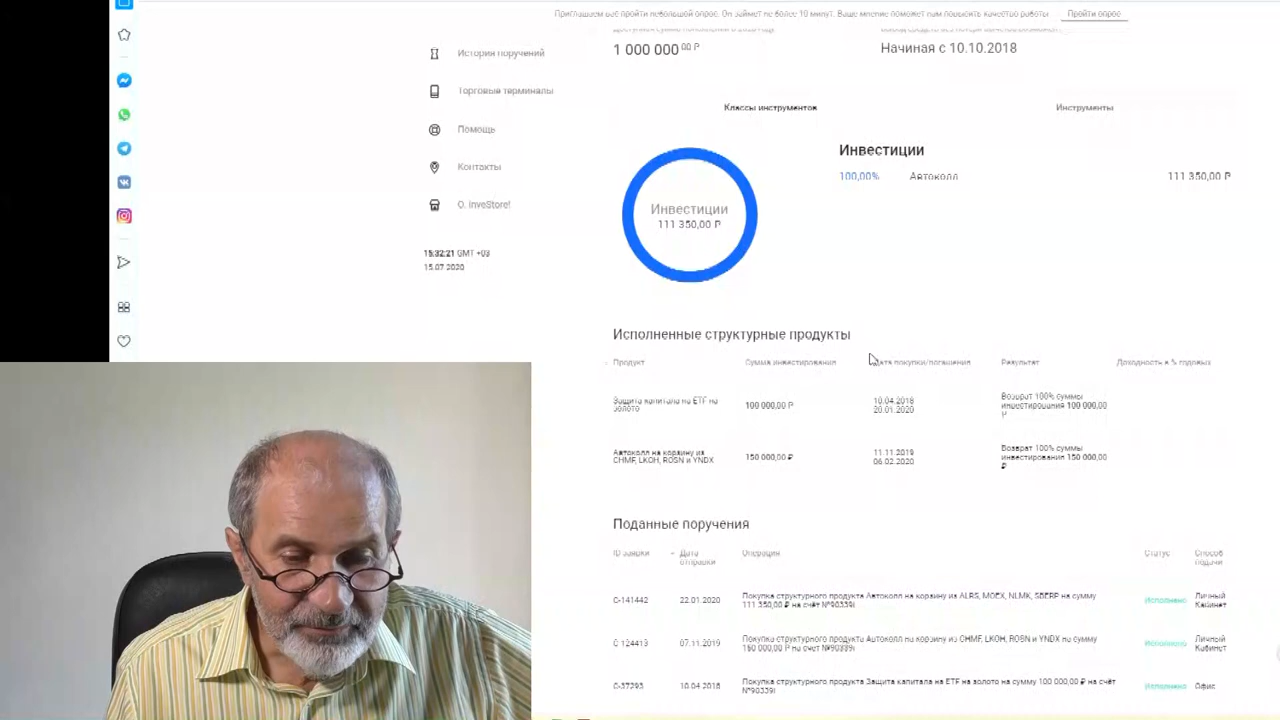 Приглашаем вас пройти небольшой опрос. Он займет не более 10 минут. Ваше мнение поможет нам повысить качество работы
Пройти опрос
1 000 000,00 ₽
Начиная с 10.10.2018
История поручений
Торговые терминалы
Помощь
Контакты
О, InveStore!
15:32:21 GMT +03
15.07.2020
Классы инструментов
Инструменты
Инвестиции
111 350,00 ₽
Инвестиции
100,00% Автоколл 111 350,00 ₽
Исполненные структурные продукты
Продукт Сумма инвестирования Дата покупки/погашения Результат Доходность в % годовых
Защита капитала на ETF на
золото
100 000,00 ₽
10.04.2018
20.01.2020
Возврат 100% суммы
инвестирования 100 000,00
₽
Автоколл на корзину из
CHMF, LKOH, ROSN и YNDX
150 000,00 ₽
11.11.2019
06.02.2020
Возврат 100% суммы
инвестирования 150 000,00
₽
Поданные поручения
ID заявки
Дата
отправки
Операция
Статус
Способ
подачи
С-141442 22.01.2020
Покупка структурного продукта Автоколл на корзину из ALRS, MOEX, NLMK, SBERP на сумму
111 350,00 ₽ на счёт №90339i
Исполнено
Личный
Кабинет
С-124413 07.11.2019
Покупка структурного продукта Автоколл на корзину из CHMF, LKOH, ROSN и YNDX на сумму
150 000,00 ₽ на счёт №90339i
Исполнено
Личный
Кабинет
С-37293 10.04.2018
Покупка структурного продукта Защита капитала на ETF на золото на сумму 100 000,00 ₽ на счёт
№90339i
Исполнено
Офис